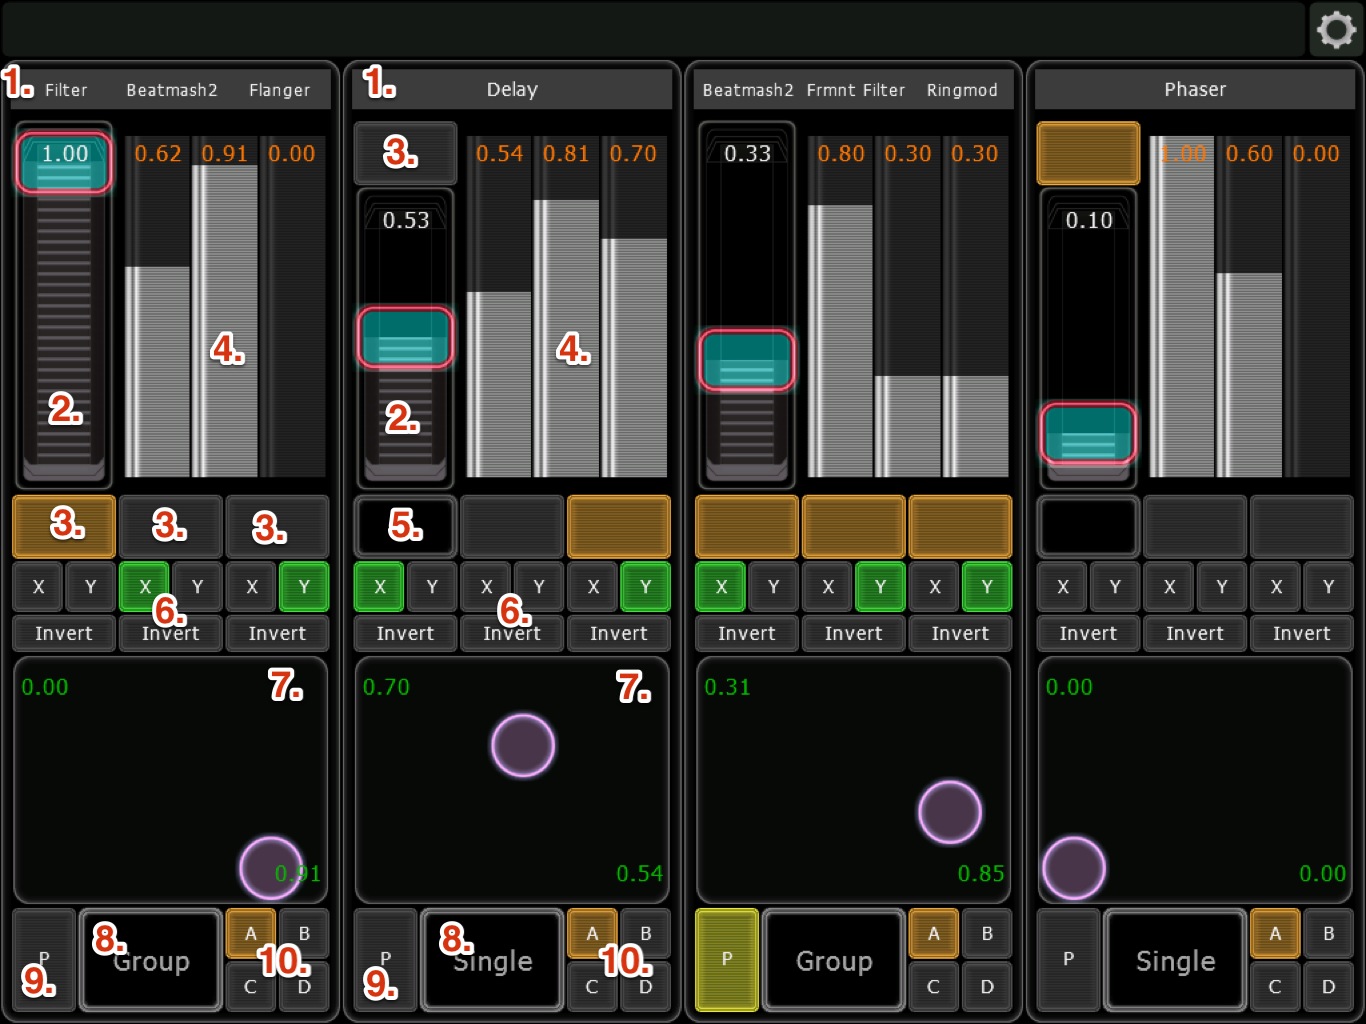 1. Filter Beatmash2 Flanger
1. Delay
Beatmash2 Frmnt Filter Ringmod
Phaser
1.00 0.62 0.91 0.00
3. 0.54 0.81 0.70
0.33 0.80 0.30 0.30
1.00 0.60 0.00
0.53
0.10
4.
4.
2.
2.
3. 3. 3.
5.
X Y X Y X Y
X Y X Y X Y
X Y X Y X Y
X Y X Y X Y
6.
6.
Invert Invert Invert
Invert Invert Invert
Invert Invert Invert
Invert Invert Invert
0.00 7.
0.70 7.
0.31
0.00
0.91
0.54
0.85
0.00
P 8. Group A B
9. 10. C D
P 8. Single A B
9. 10. C D
P Group A B
C D
P Single A B
C D